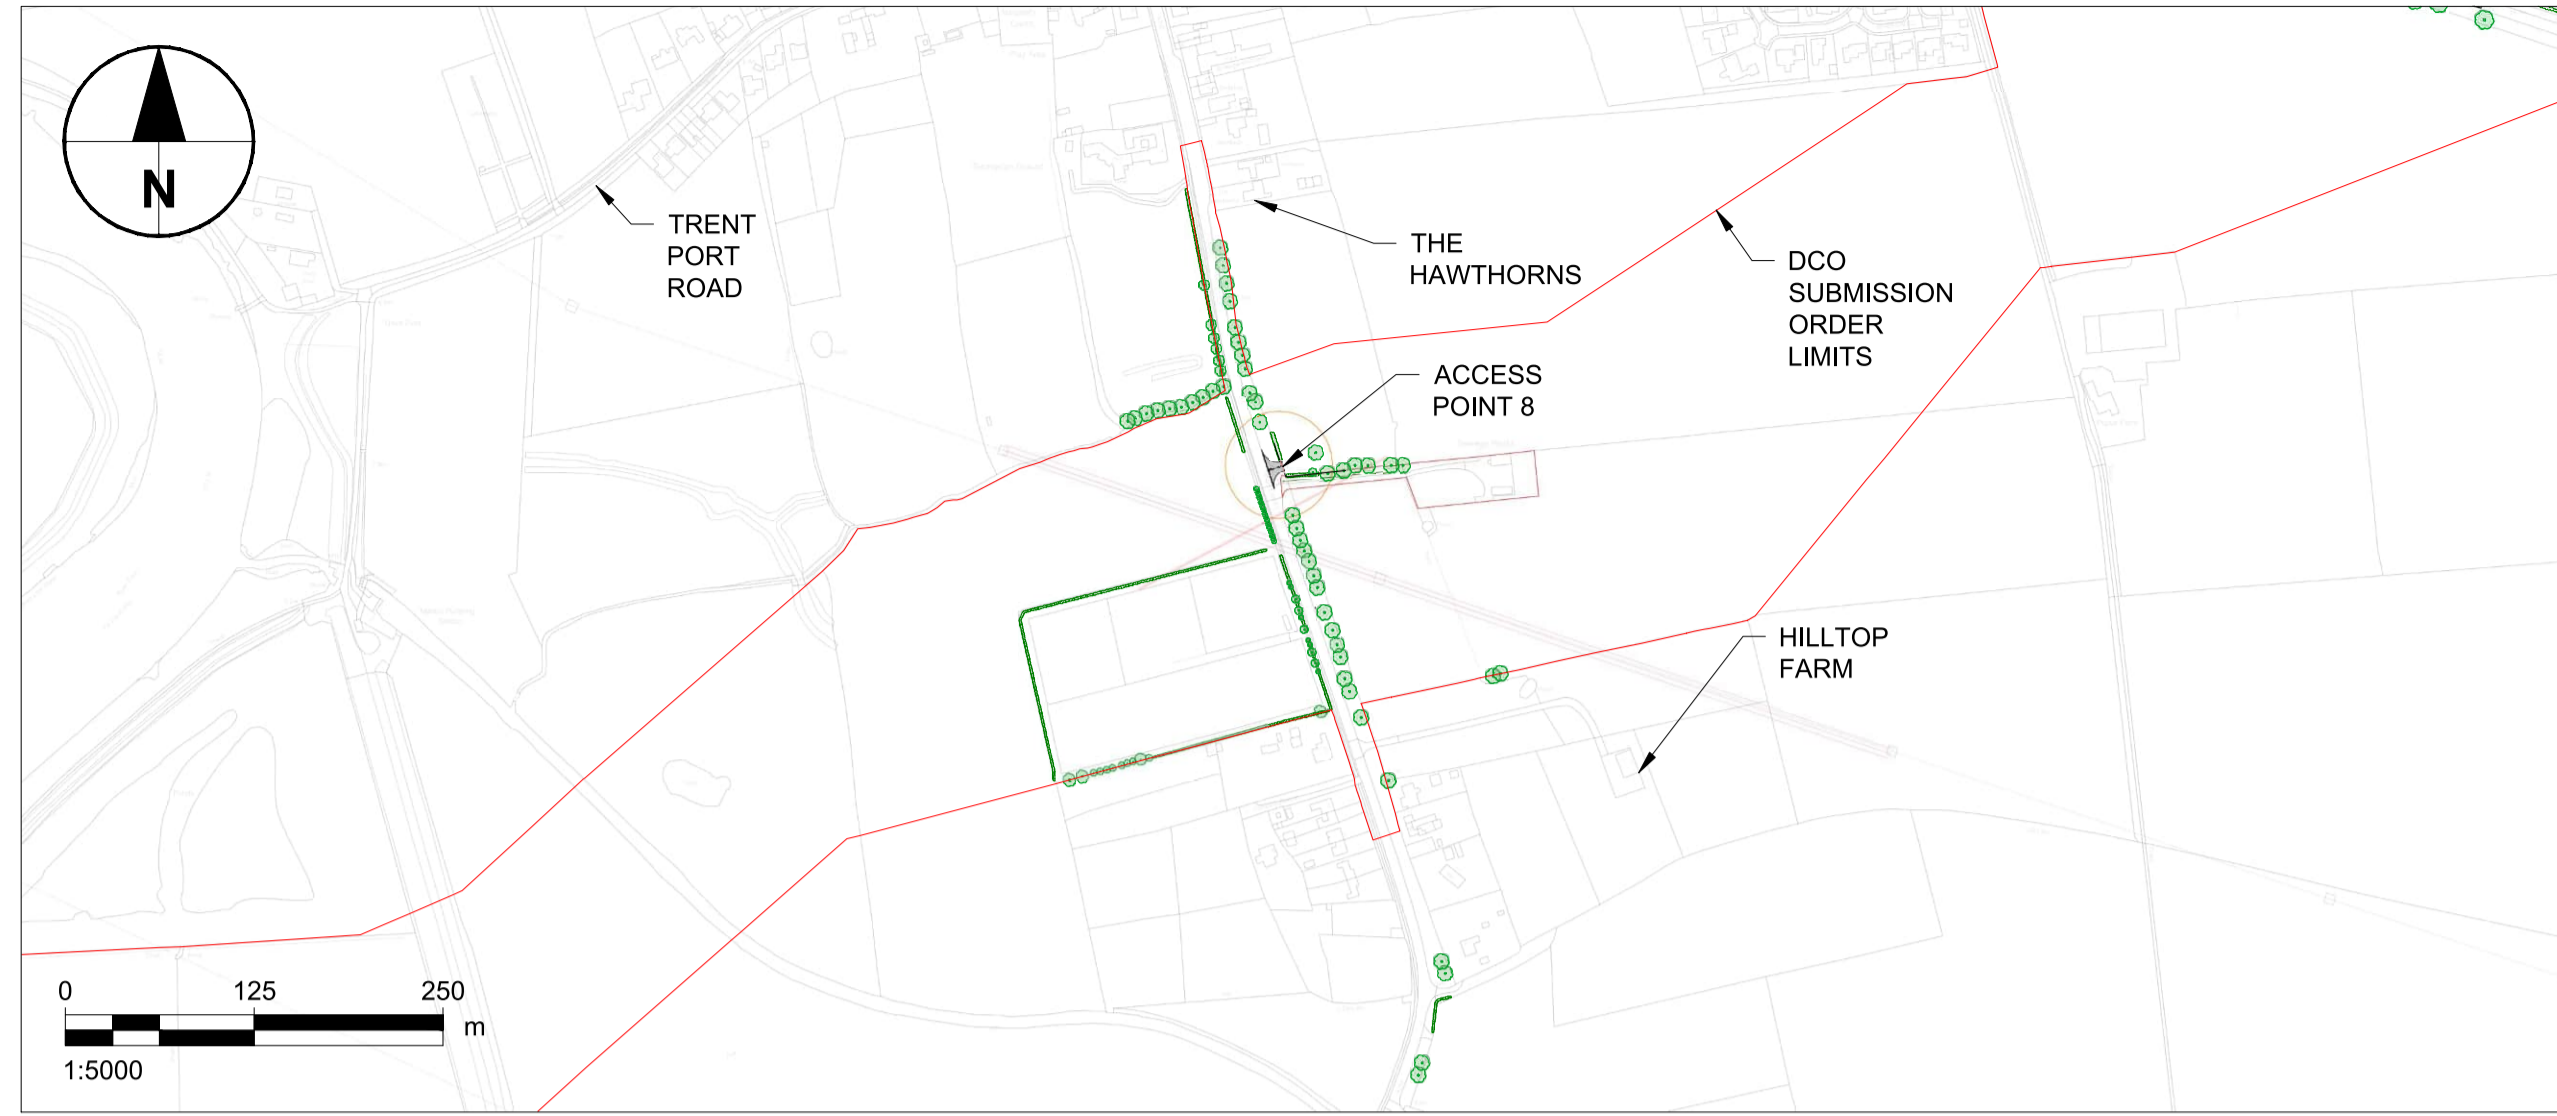 N
TRENT
PORT
ROAD
THE
HAWTHORNS
DCO
SUBMISSION
ORDER
LIMITS
ACCESS
POINT 8
HILLTOP
FARM
0 125 250
m
1:5000